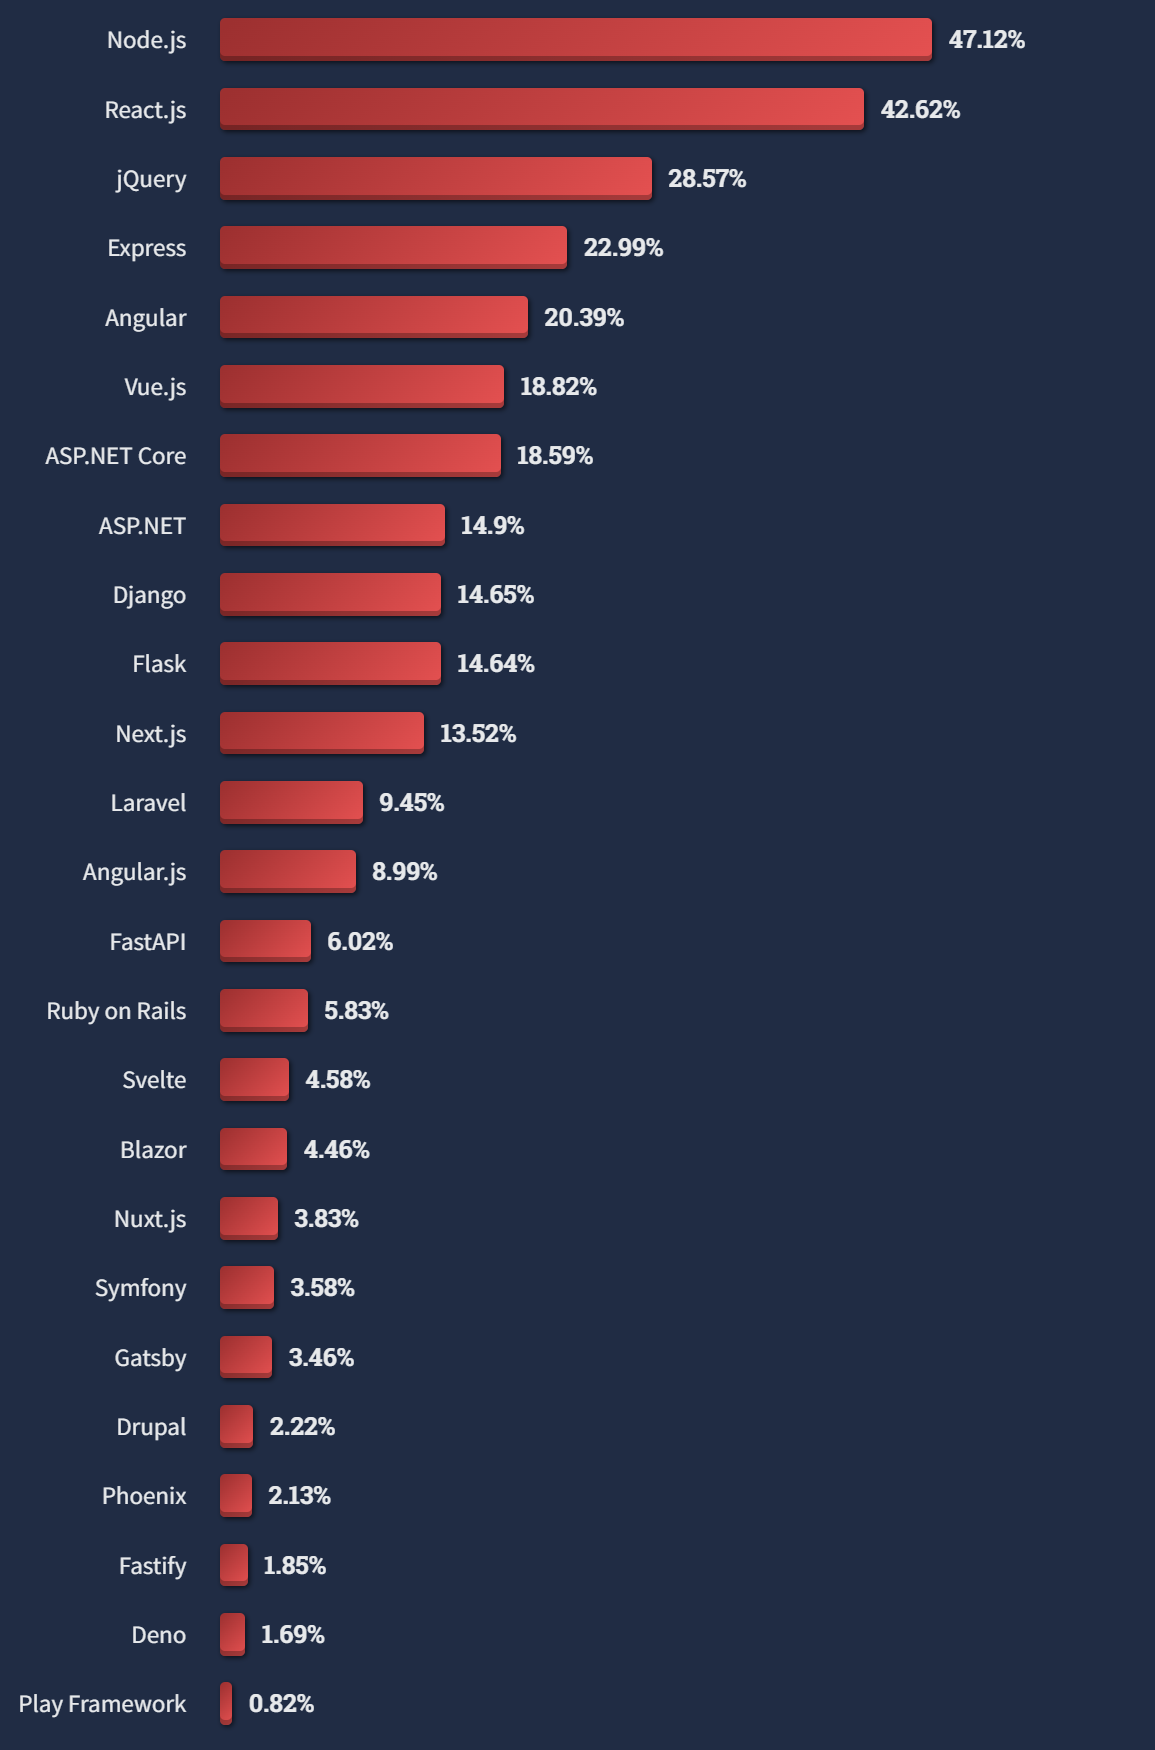 Node.js 47.12%
React.js 42.62%
jQuery 28.57%
Express 22.99%
Angular 20.39%
Vue.js 18.82%
ASP.NET Core 18.59%
ASP.NET 14.9%
Django 14.65%
Flask 14.64%
Next.js 13.52%
Laravel 9.45%
Angular.js 8.99%
FastAPI 6.02%
Ruby on Rails 5.83%
Svelte 4.58%
Blazor 4.46%
Nuxt.js 3.83%
Symfony 3.58%
Gatsby 3.46%
Drupal 2.22%
Phoenix 2.13%
Fastify 1.85%
Deno 1.69%
Play Framework 0.82%